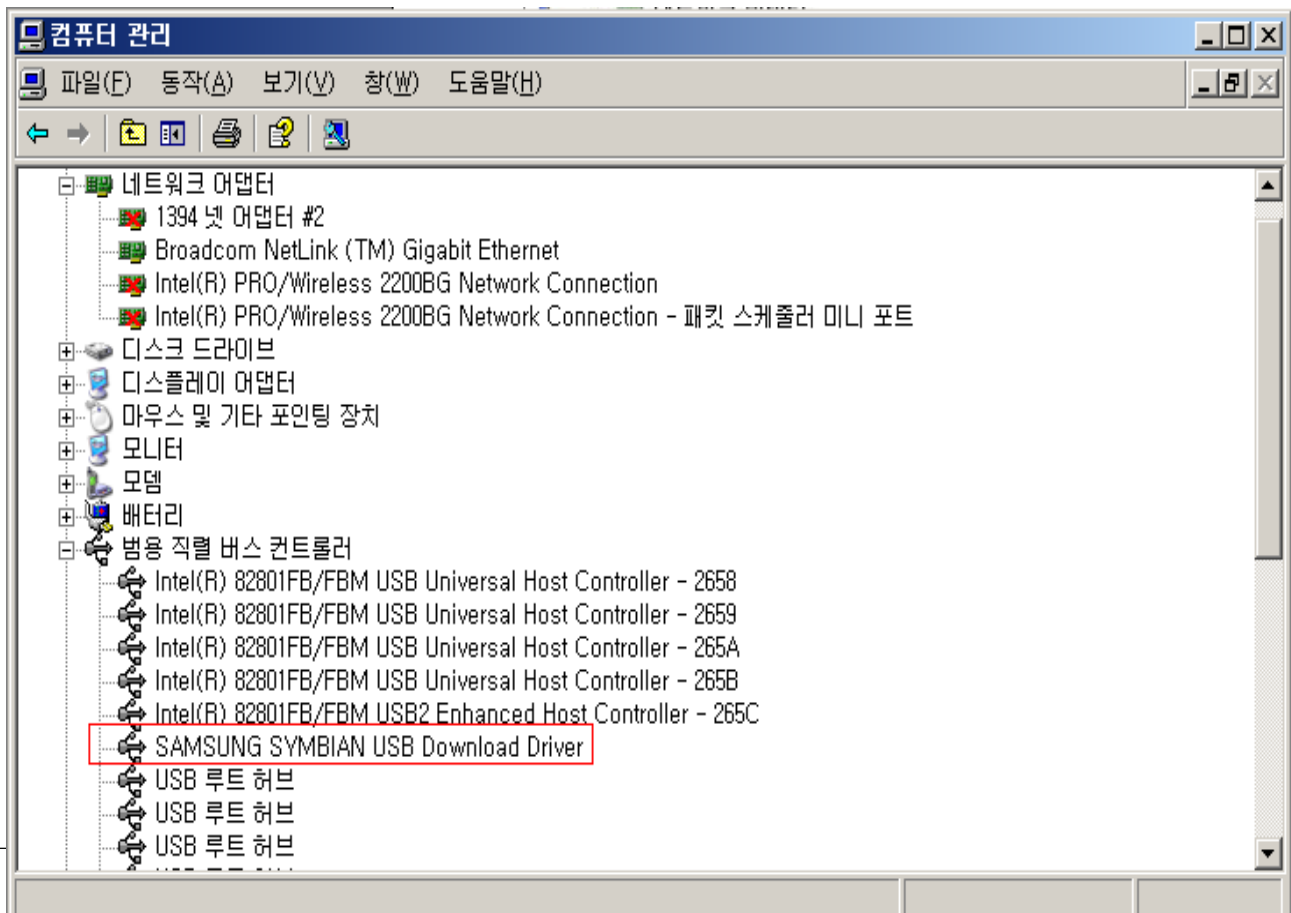 컴퓨터 관리
파일(F) 동작(A) 보기(V) 창(W) 도움말(H)
네트워크 어댑터
1394 넷 어댑터 #2
Broadcom NetLink (TM) Gigabit Ethernet
Intel(R) PRO/Wireless 2200BG Network Connection
Intel(R) PRO/Wireless 2200BG Network Connection - 패킷 스케줄러 미니 포트
디스크 드라이브
디스플레이 어댑터
마우스 및 기타 포인팅 장치
모니터
모뎀
배터리
범용 직렬 버스 컨트롤러
Intel(R) 82801FB/FBM USB Universal Host Controller - 2658
Intel(R) 82801FB/FBM USB Universal Host Controller - 2659
Intel(R) 82801FB/FBM USB Universal Host Controller - 265A
Intel(R) 82801FB/FBM USB Universal Host Controller - 265B
Intel(R) 82801FB/FBM USB2 Enhanced Host Controller - 265C
SAMSUNG SYMBIAN USB Download Driver
USB 루트 허브
USB 루트 허브
USB 루트 허브